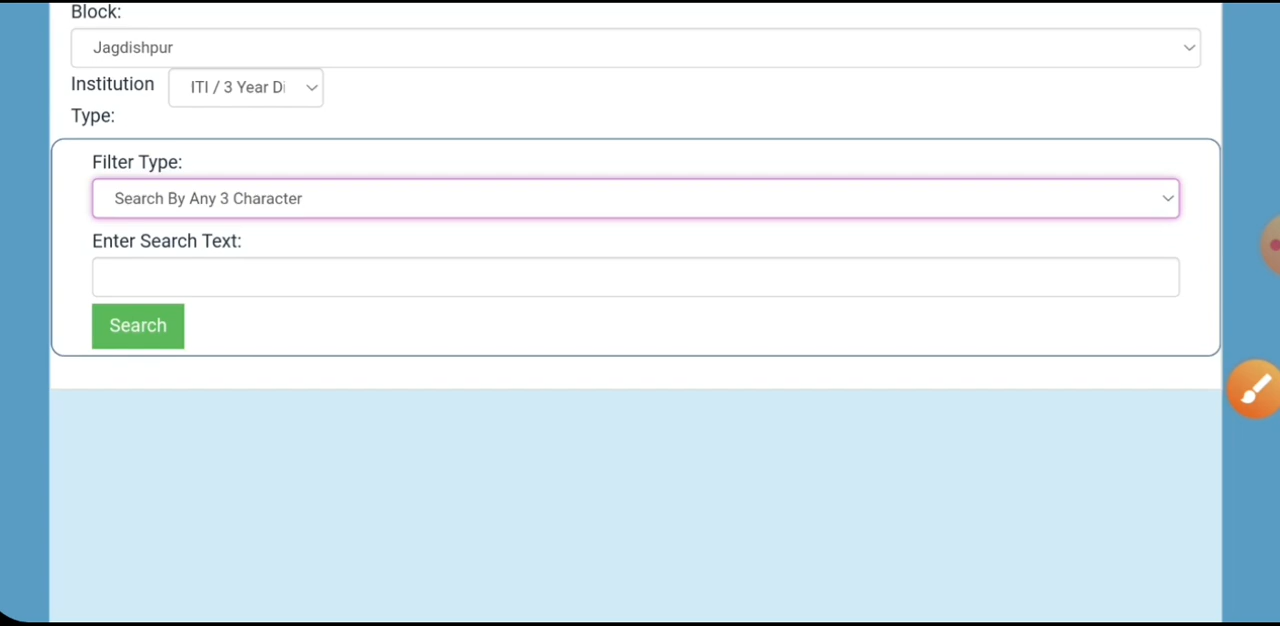 Block:
Jagdishpur
Institution
Type:
ITI / 3 Year Di
Filter Type:
Search By Any 3 Character
Enter Search Text:
Search